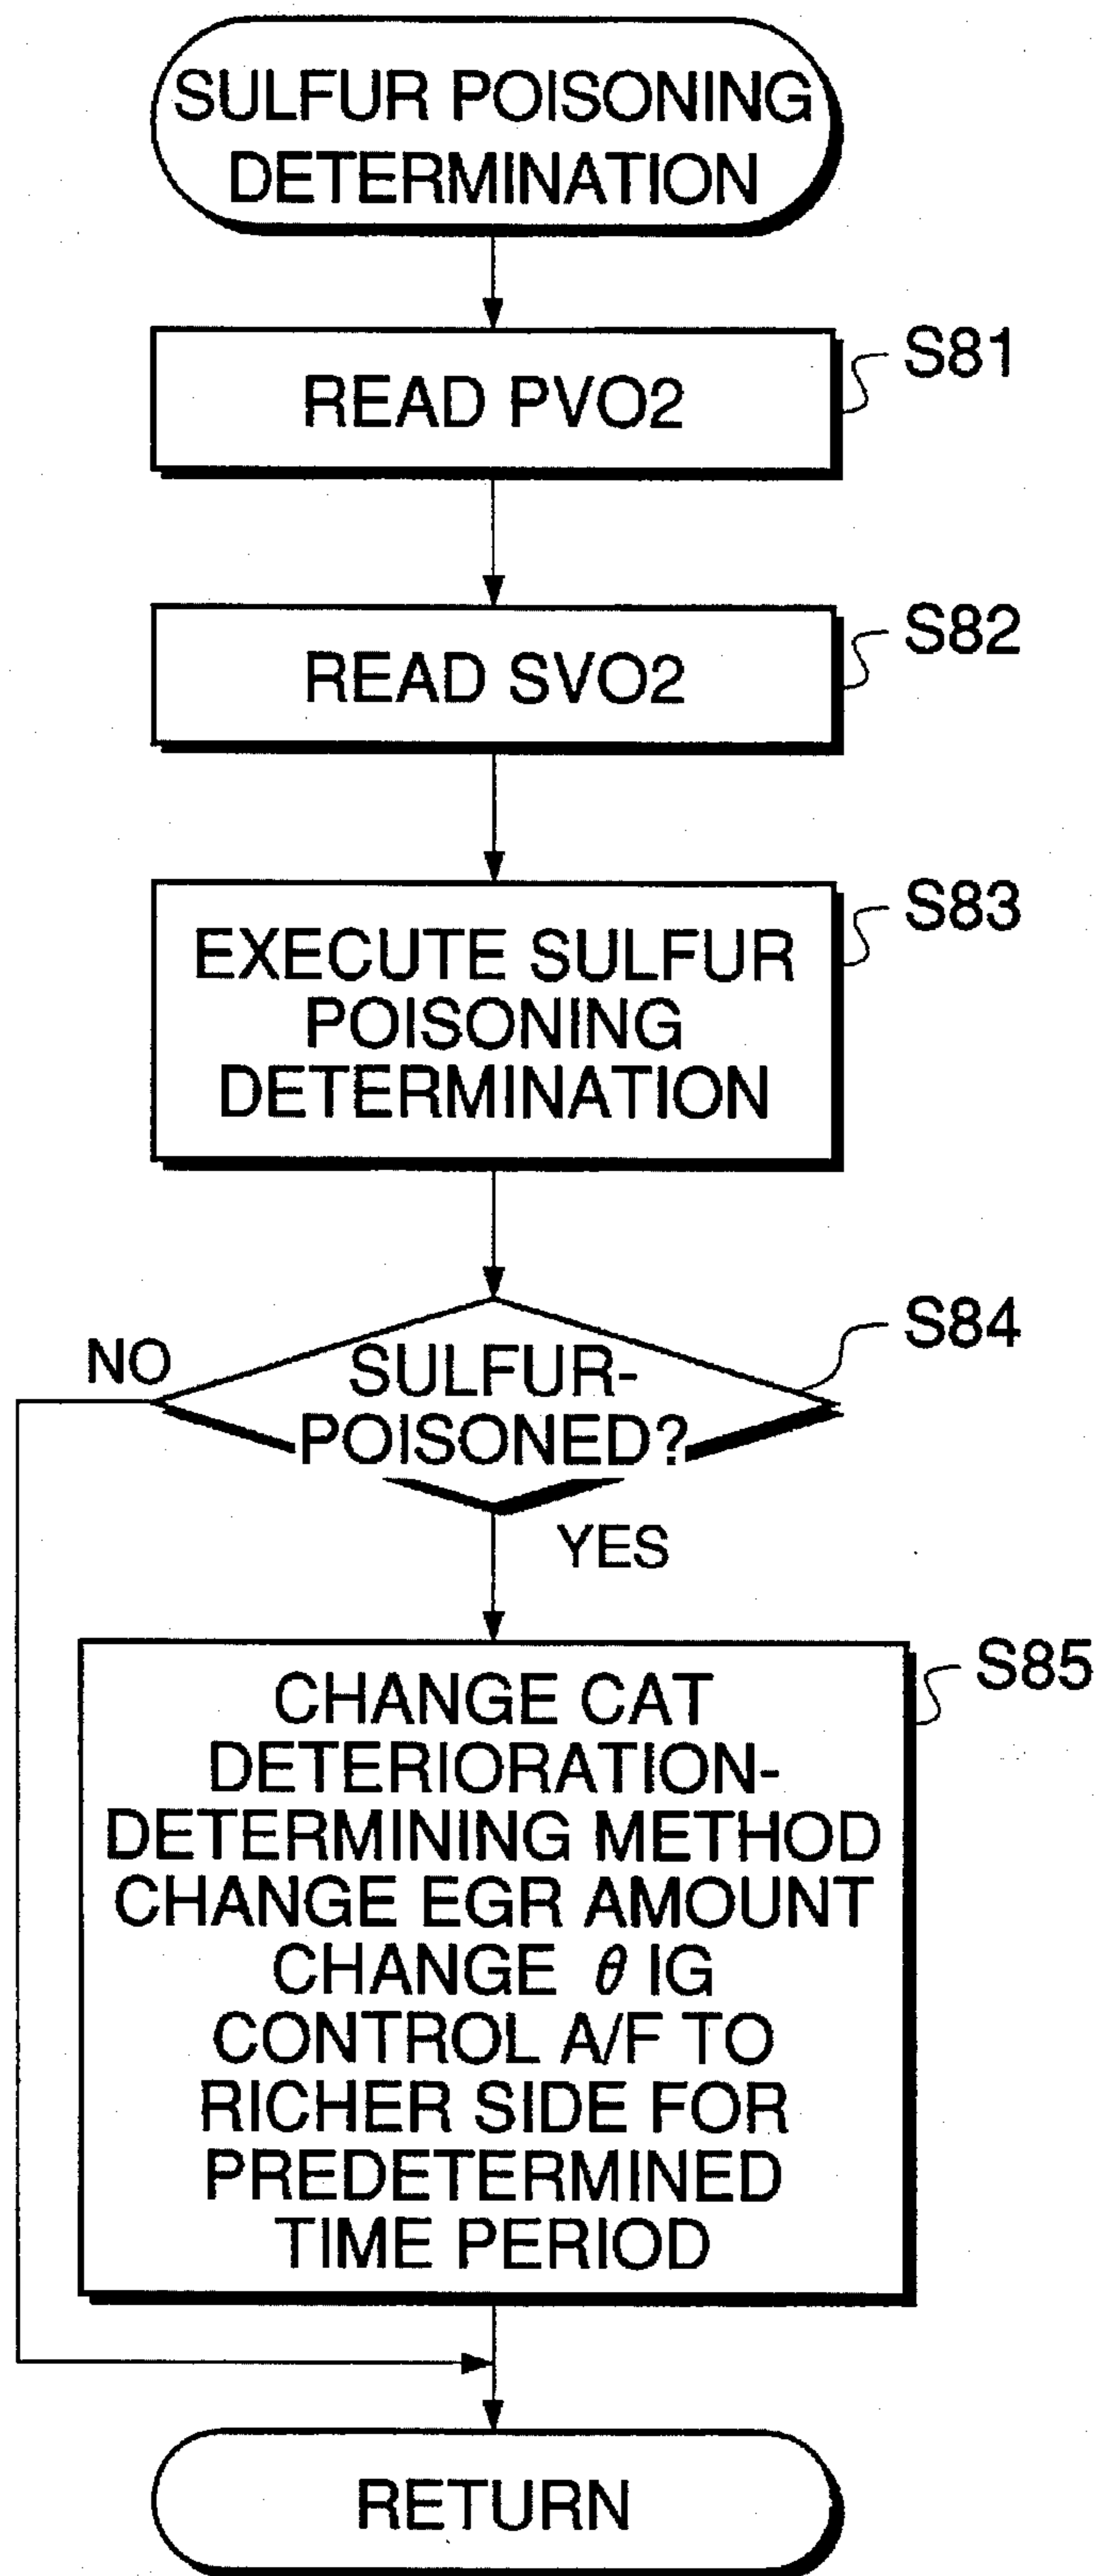 SULFUR POISONING
DETERMINATION
READ PVO2
S81
READ SVO2
S82
EXECUTE SULFUR
POISONING
DETERMINATION
S83
SULFUR-
POISONED?
S84
NO
YES
CHANGE CAT
DETERIORATION-
DETERMINING METHOD
CHANGE EGR AMOUNT
CHANGE θ IG
CONTROL A/F TO
RICHER SIDE FOR
PREDETERMINED
TIME PERIOD
S85
RETURN